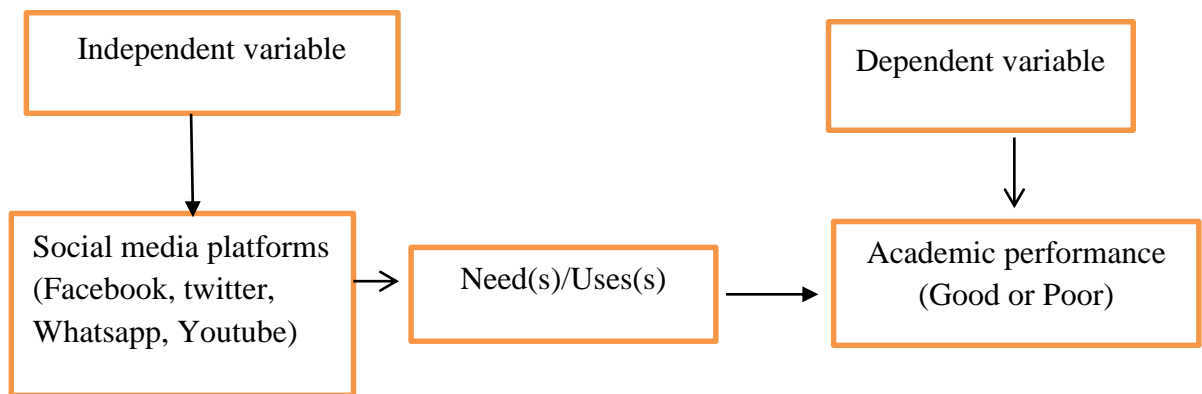 Independent variable
Dependent variable
Social media platforms
(Facebook, twitter,
Whatsapp, Youtube)
Need(s)/Uses(s)
Academic performance
(Good or Poor)